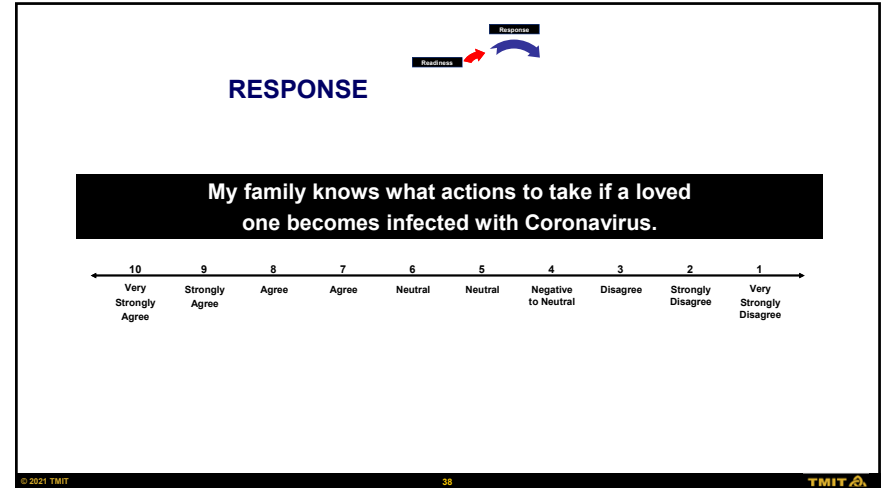 Response
Readiness
RESPONSE
My family knows what actions to take if a loved
one becomes infected with Coronavirus.
10 9 8 7 6 5 4 3 2 1
Very Strongly Agree
Strongly Agree
Agree
Agree
Neutral
Neutral
Negative to Neutral
Disagree
Strongly Disagree
Very Strongly Disagree
© 2021 TMIT
38
TMIT